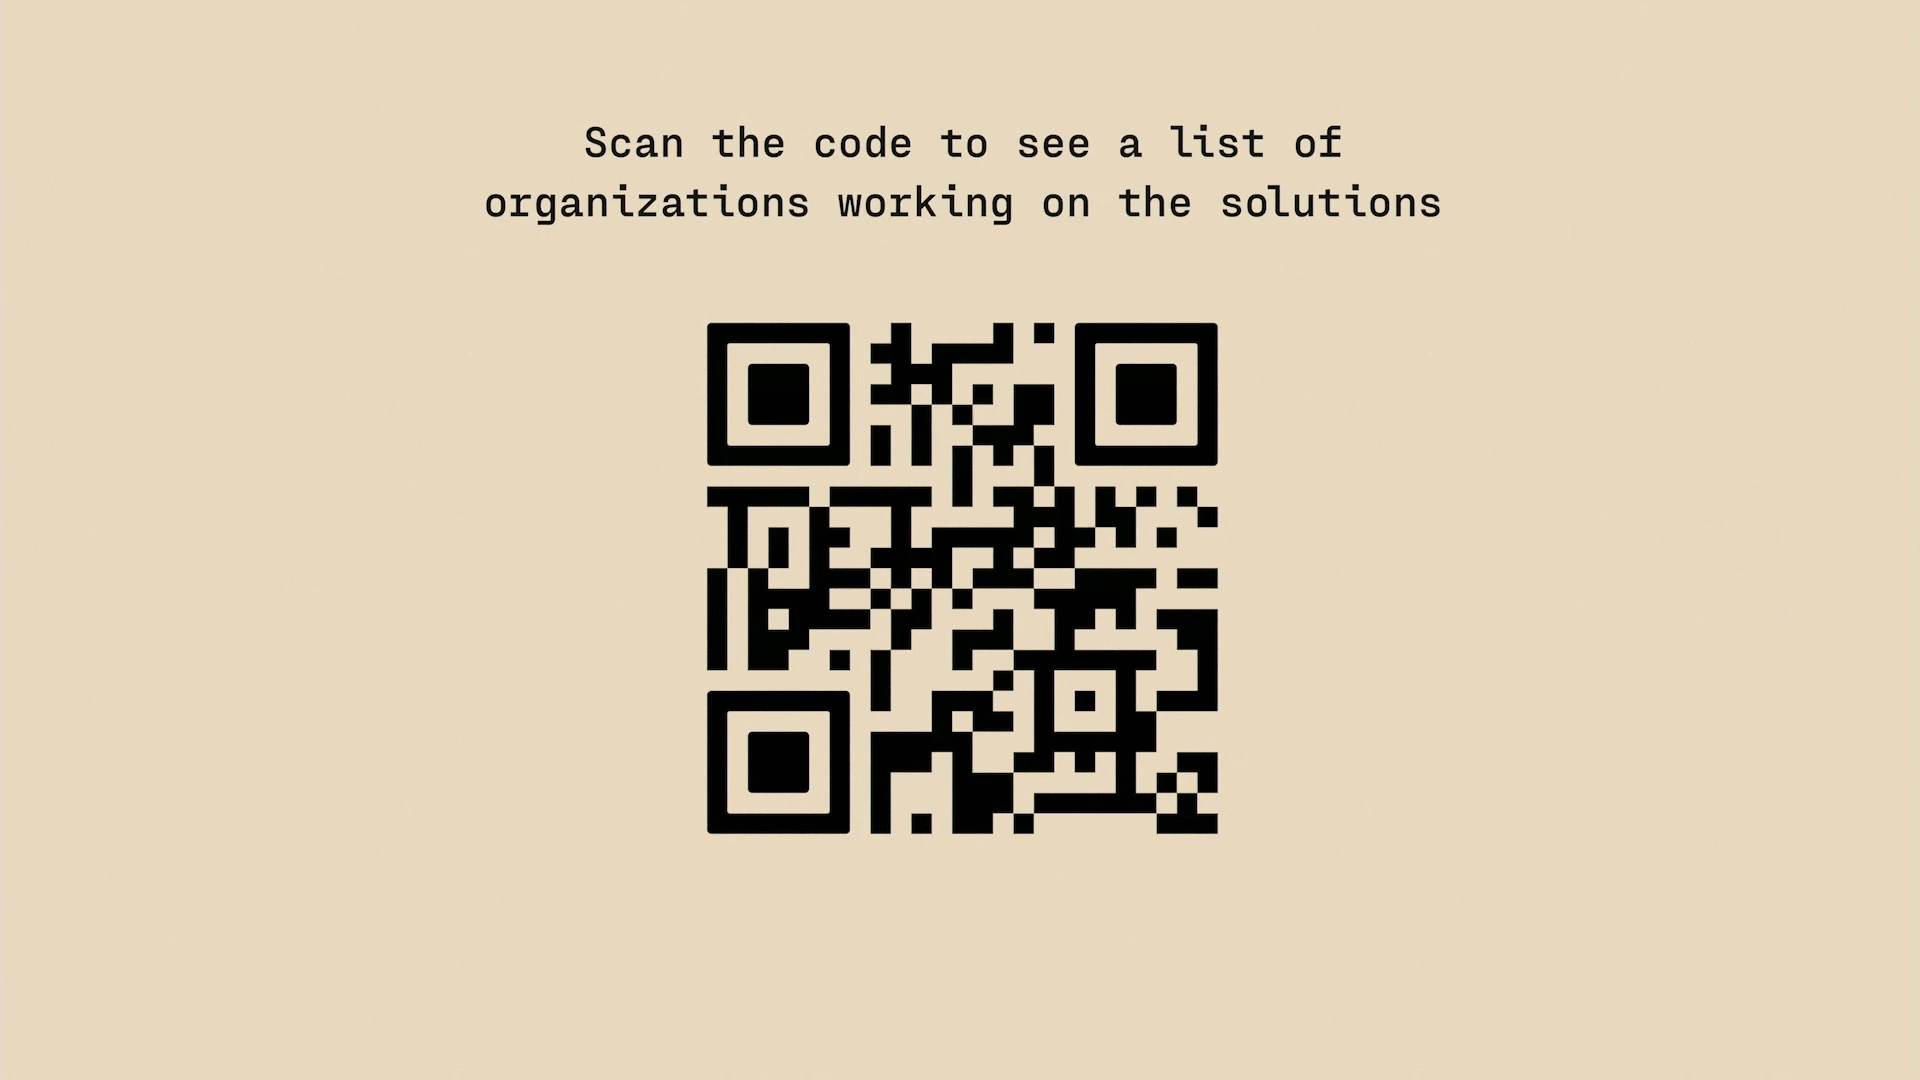 Scan the code to see a list of
organizations working on the solutions